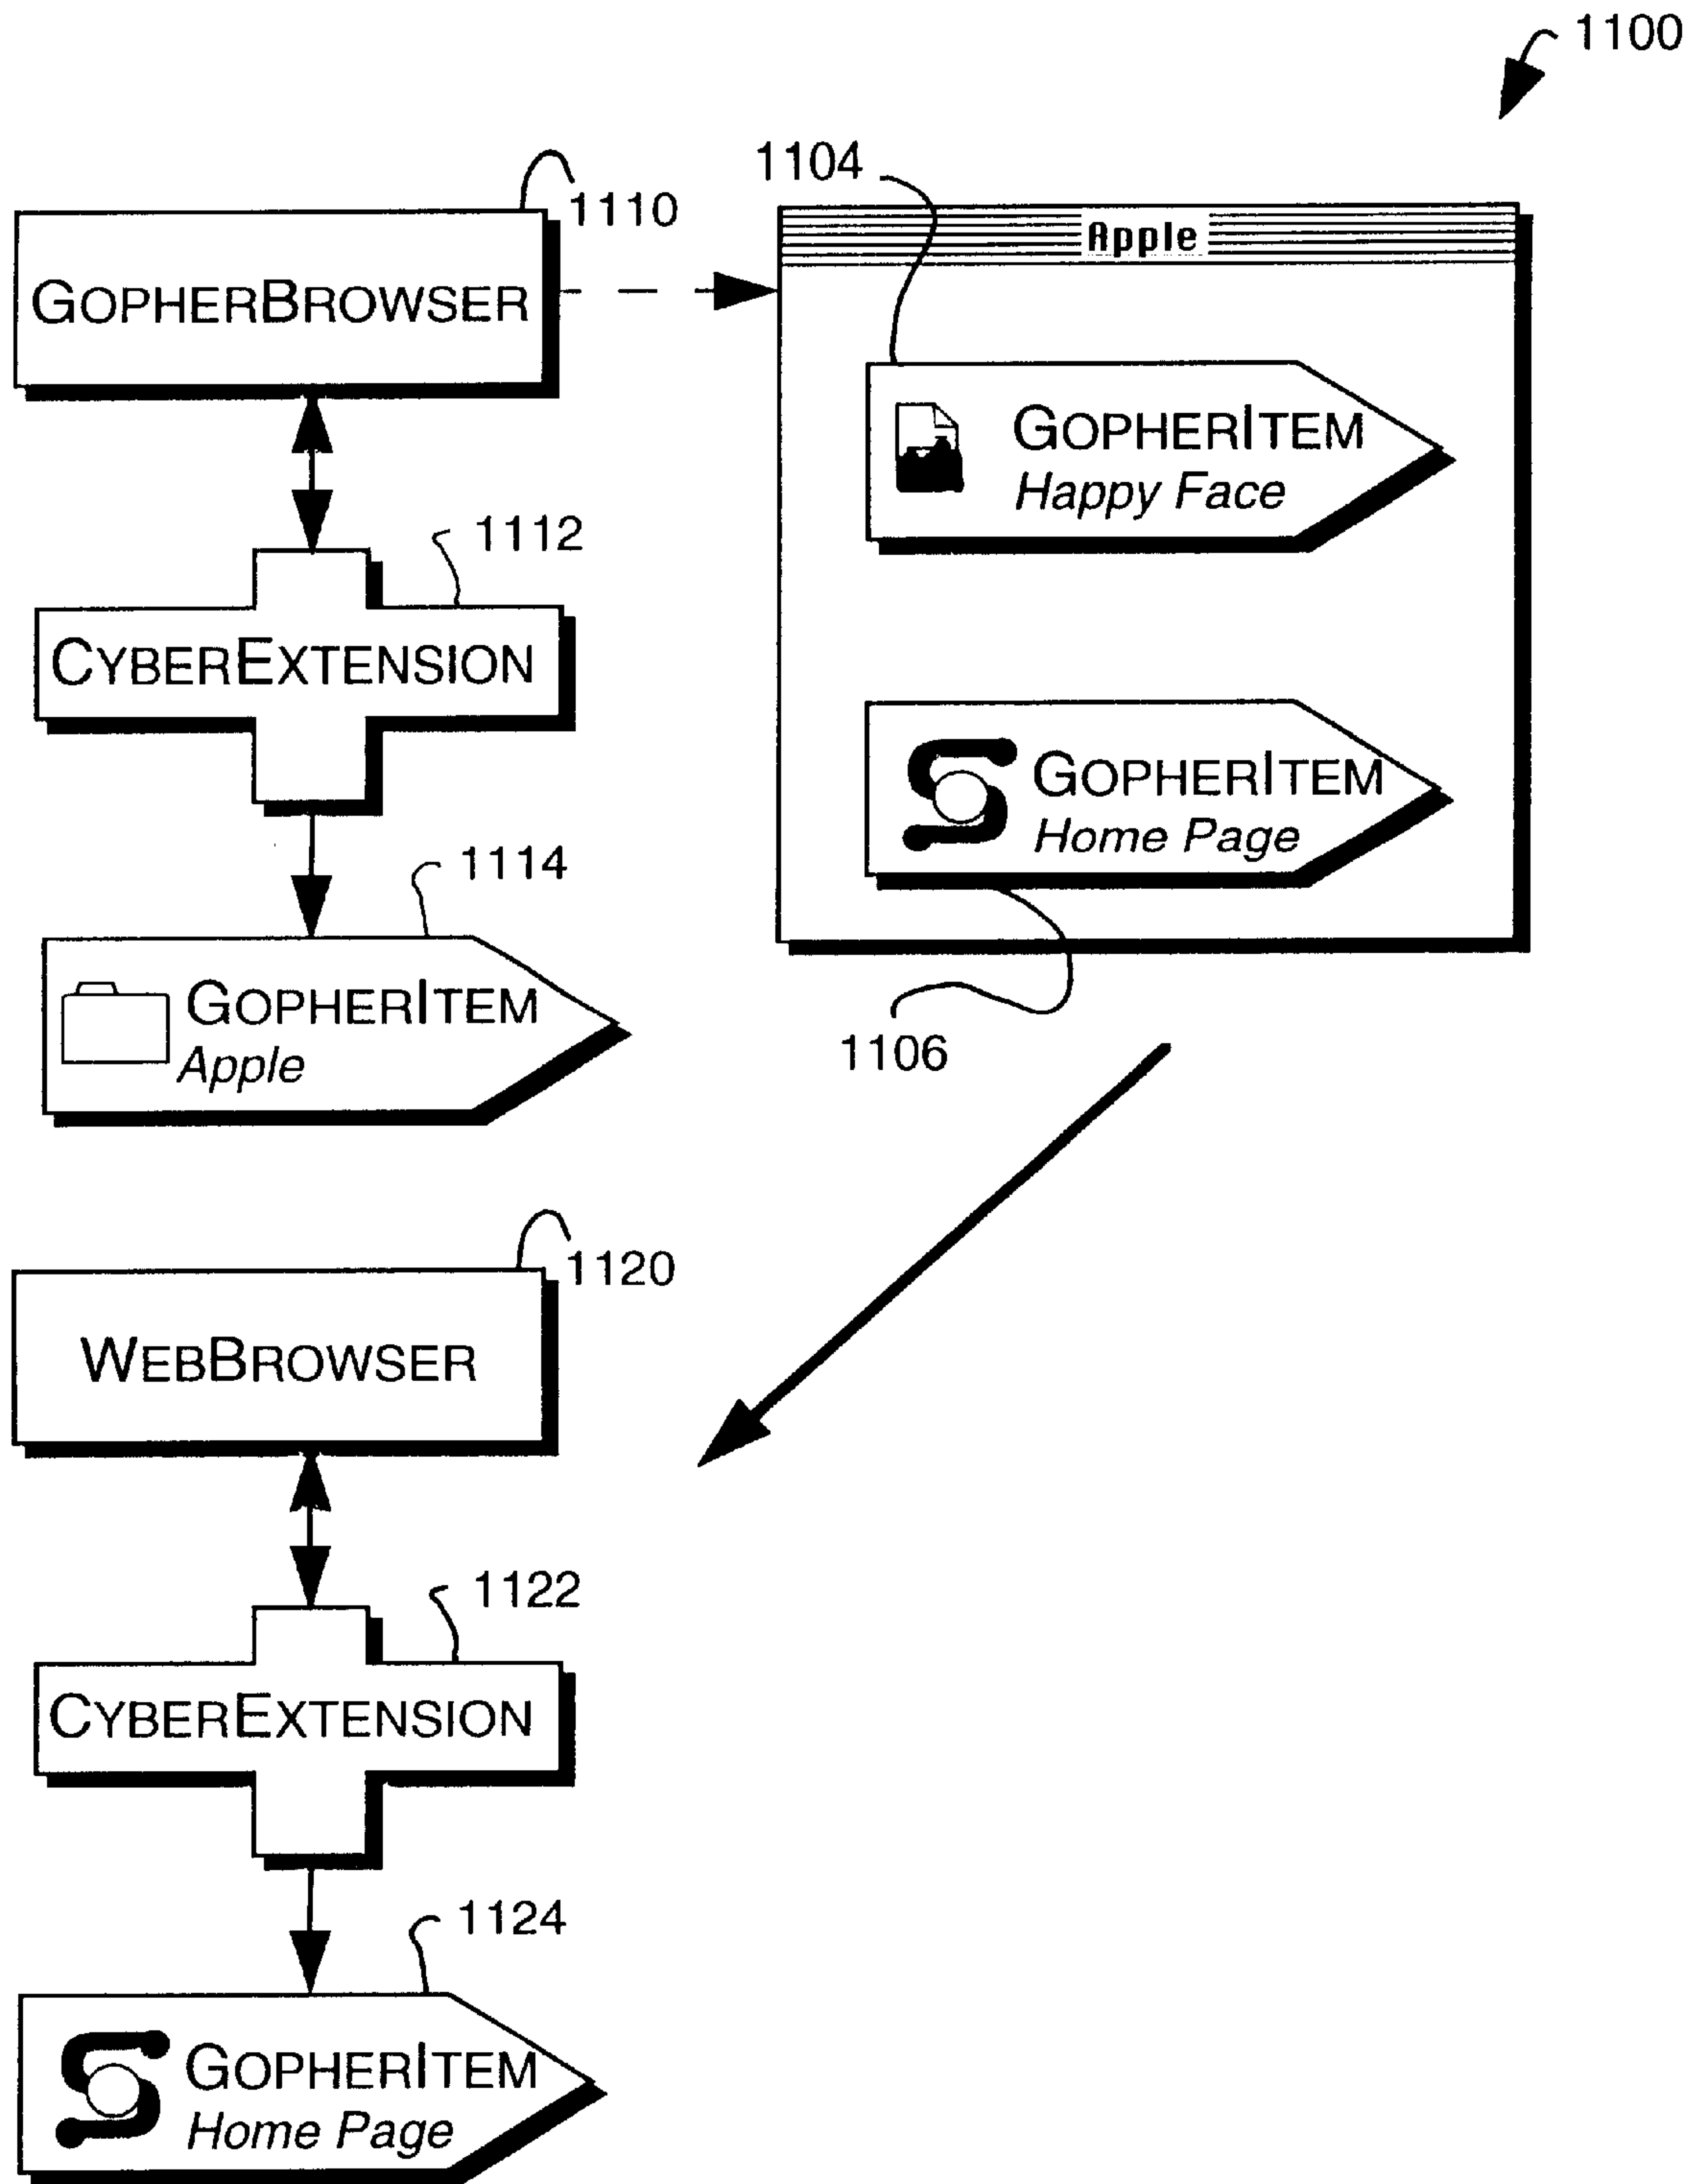 1100
1104
1110
Apple
GOPHERBROWSER
GOPHERITEM
Happy Face
1112
CYBEREXTENSION
GOPHERITEM
Home Page
1114
GOPHERITEM
Apple
1106
1120
WEBBROWSER
1122
CYBEREXTENSION
1124
GOPHERITEM
Home Page